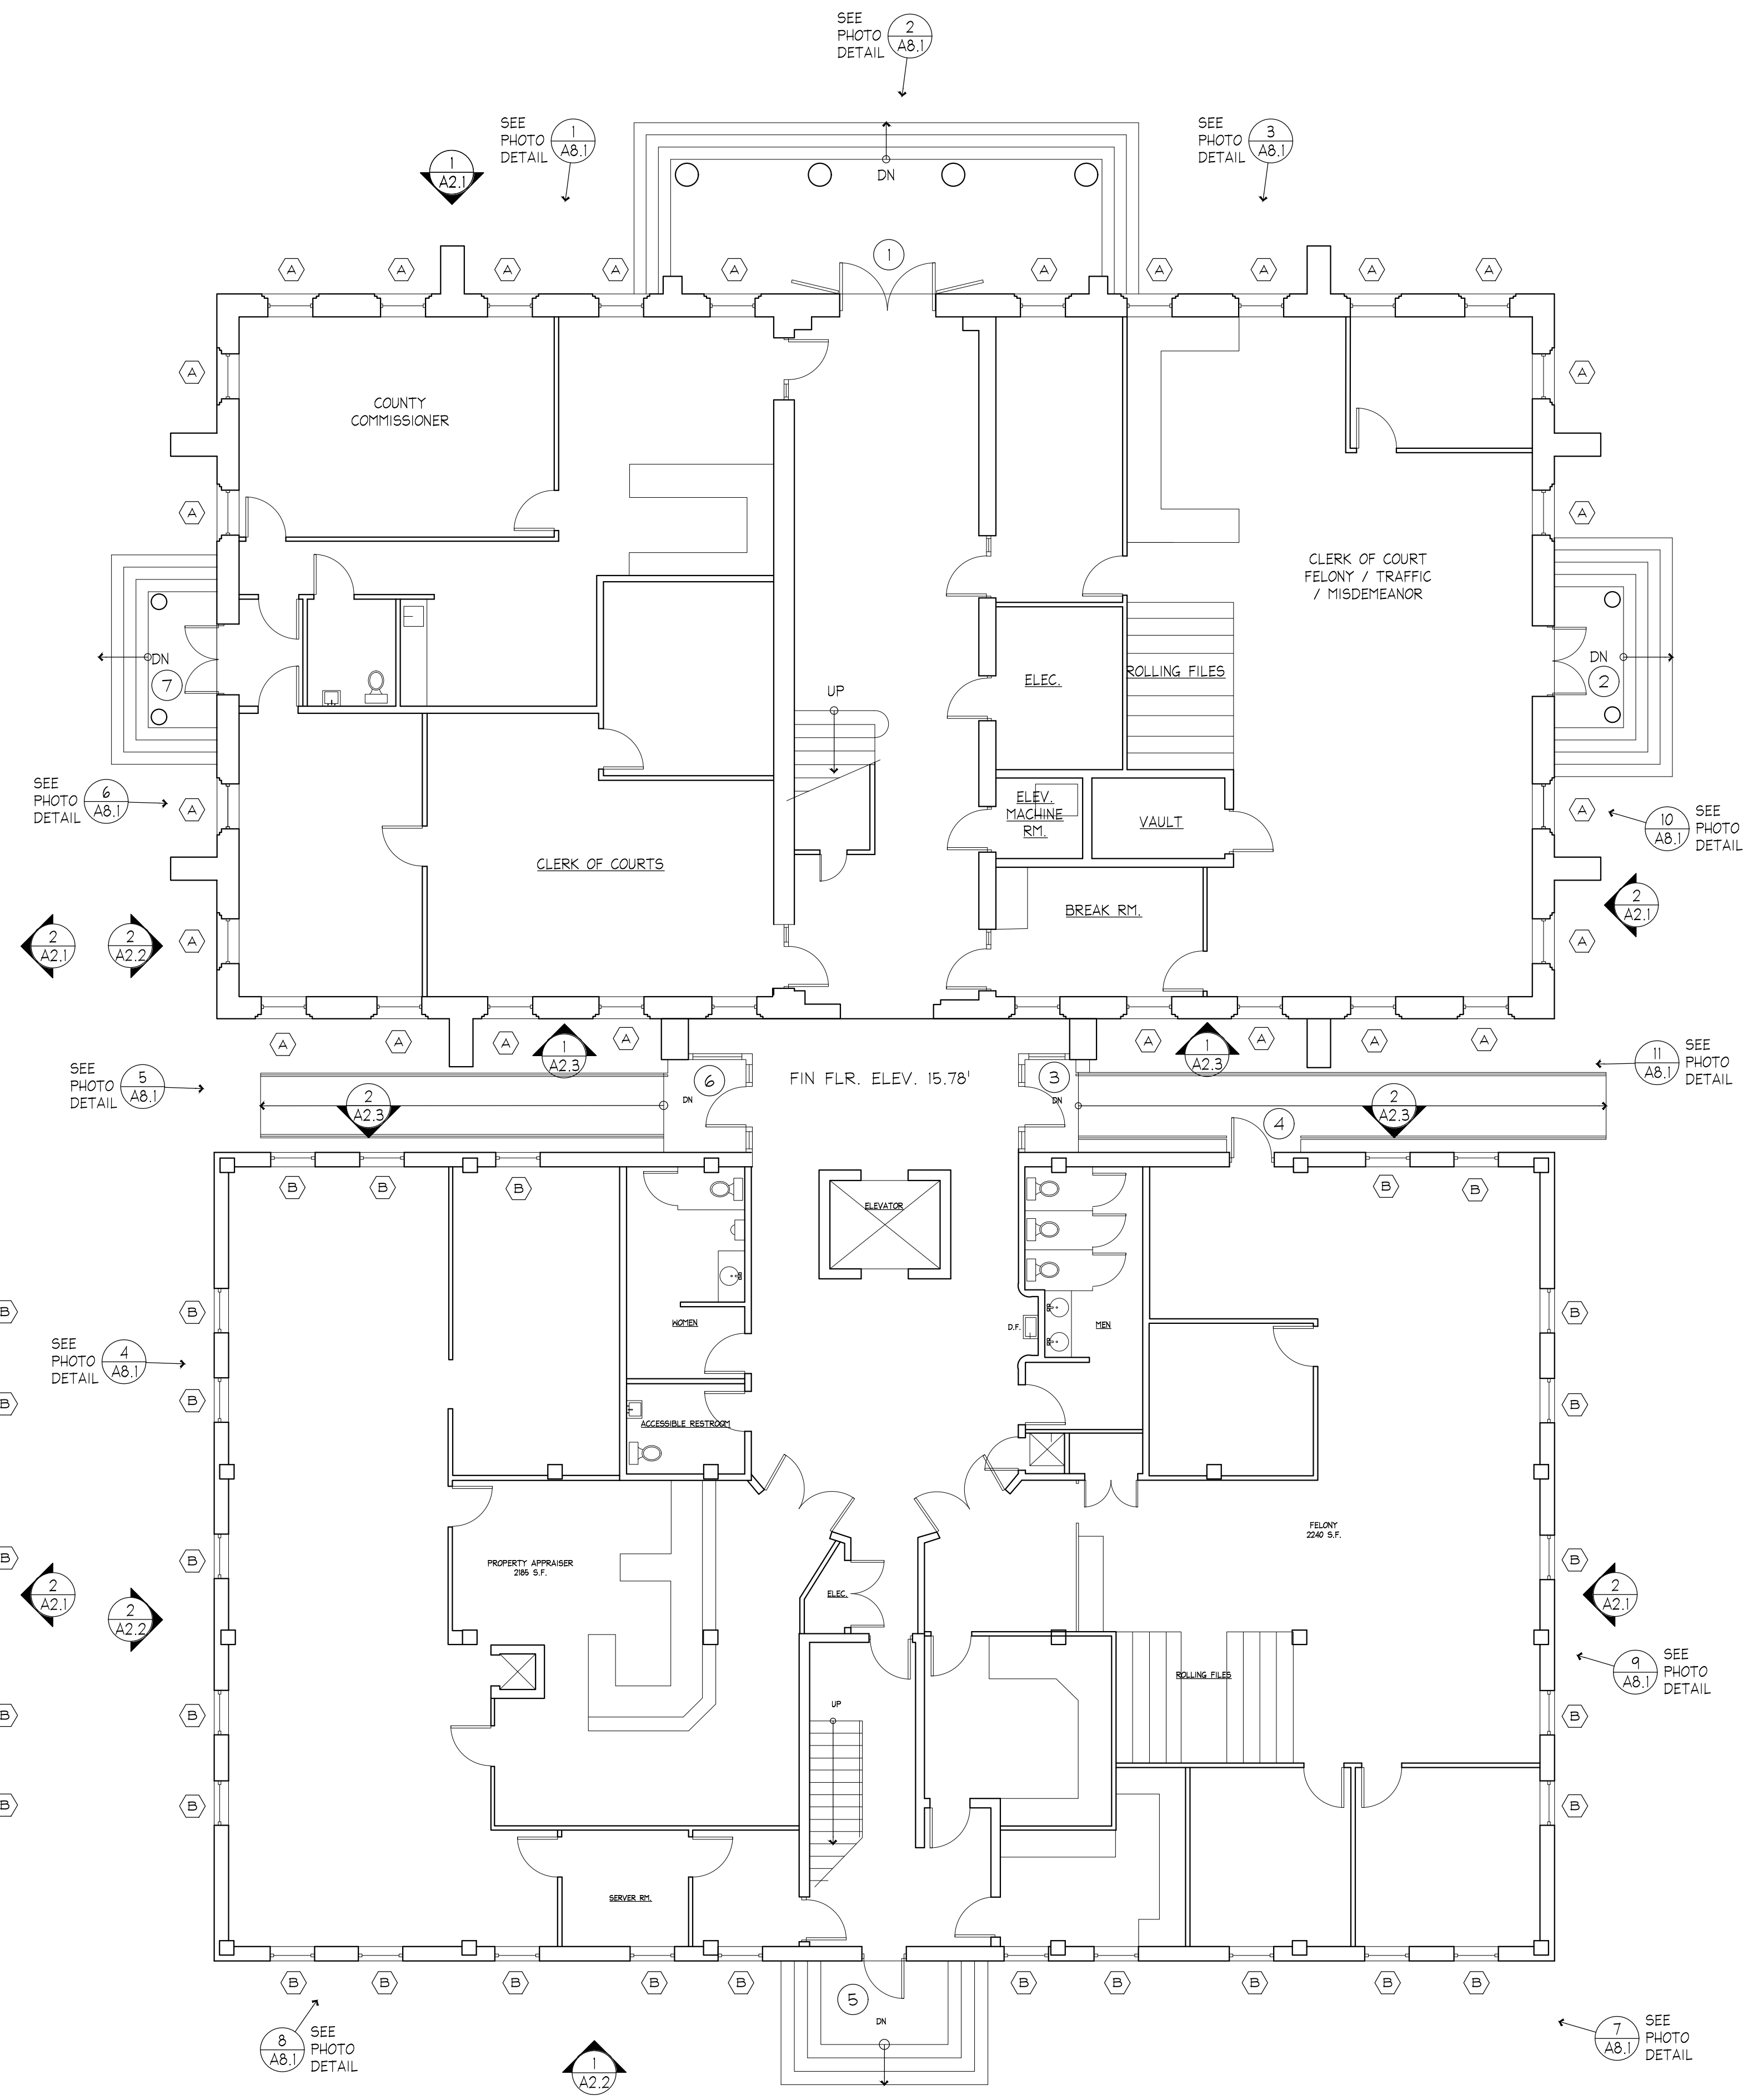 SEE
PHOTO
DETAIL
2
A8.1
SEE
PHOTO
DETAIL
1
A8.1
SEE
PHOTO
DETAIL
3
A8.1
1
A2.1
DN
1
A
A
A
A
A
A
A
A
A
A
A
A
COUNTY
COMMISSIONER
A
A
CLERK OF COURT
FELONY / TRAFFIC
/ MISDEMEANOR
DN
7
DN
2
ELEC.
ROLLING FILES
UP
SEE
PHOTO
DETAIL
6
A8.1
A
ELEV.
MACHINE
RM.
VAULT
A
10
A8.1
SEE
PHOTO
DETAIL
CLERK OF COURTS
BREAK RM.
2
A2.1
2
A2.2
A
A
2
A2.1
A
A
A
1
A2.3
A
A
1
A2.3
A
A
A
SEE
PHOTO
DETAIL
5
A8.1
6
DN
FIN FLR. ELEV. 15.78'
3
DN
11
A8.1
SEE
PHOTO
DETAIL
2
A2.3
4
2
A2.3
B
B
B
ELEVATOR
B
B
B
B
WOMEN
D.F.
MEN
B
SEE
PHOTO
DETAIL
4
A8.1
B
B
B
ACCESSIBLE RESTROOM
FELONY
2240 S.F.
B
PROPERTY APPRAISER
2185 S.F.
B
2
A2.1
2
A2.2
ELEC.
2
A2.1
ROLLING FILES
9
A8.1
SEE
PHOTO
DETAIL
B
B
UP
B
B
B
B
SERVER RM.
B
B
B
B
B
B
B
B
B
B
5
DN
8
A8.1
SEE
PHOTO
DETAIL
1
A2.2
7
A8.1
SEE
PHOTO
DETAIL